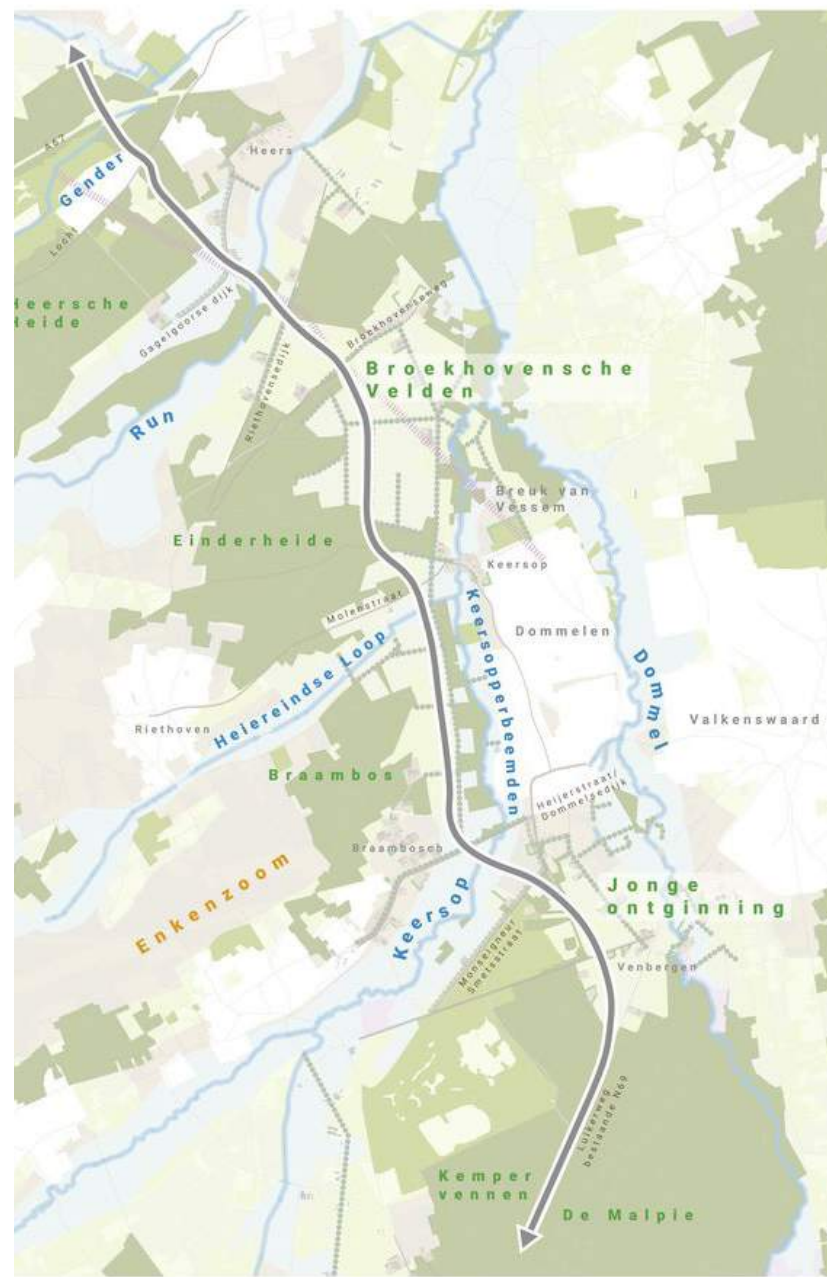 A67
Gender
Heers
Locht
Heersche
Heide
Gagelgdorse dijk
Broekhovenseweg
Riethovensedijk
Broekhovensche
Velden
Run
Breuk van
Vessem
Einderheide
Keersop
Molenstraat
Dommelen
Heiereindse Loop
Keersopperbeemden
Dommel
Riethoven
Valkenswaard
Braambos
Heijerstraat/
Dommelsedijk
Braambosch
Enkenzoom
Jonge
ontginning
Keersop
Monseigneur
Smetsstraat
Venbergen
Luikerweg
bestaande N69
Kemper
vennen
De Malpie